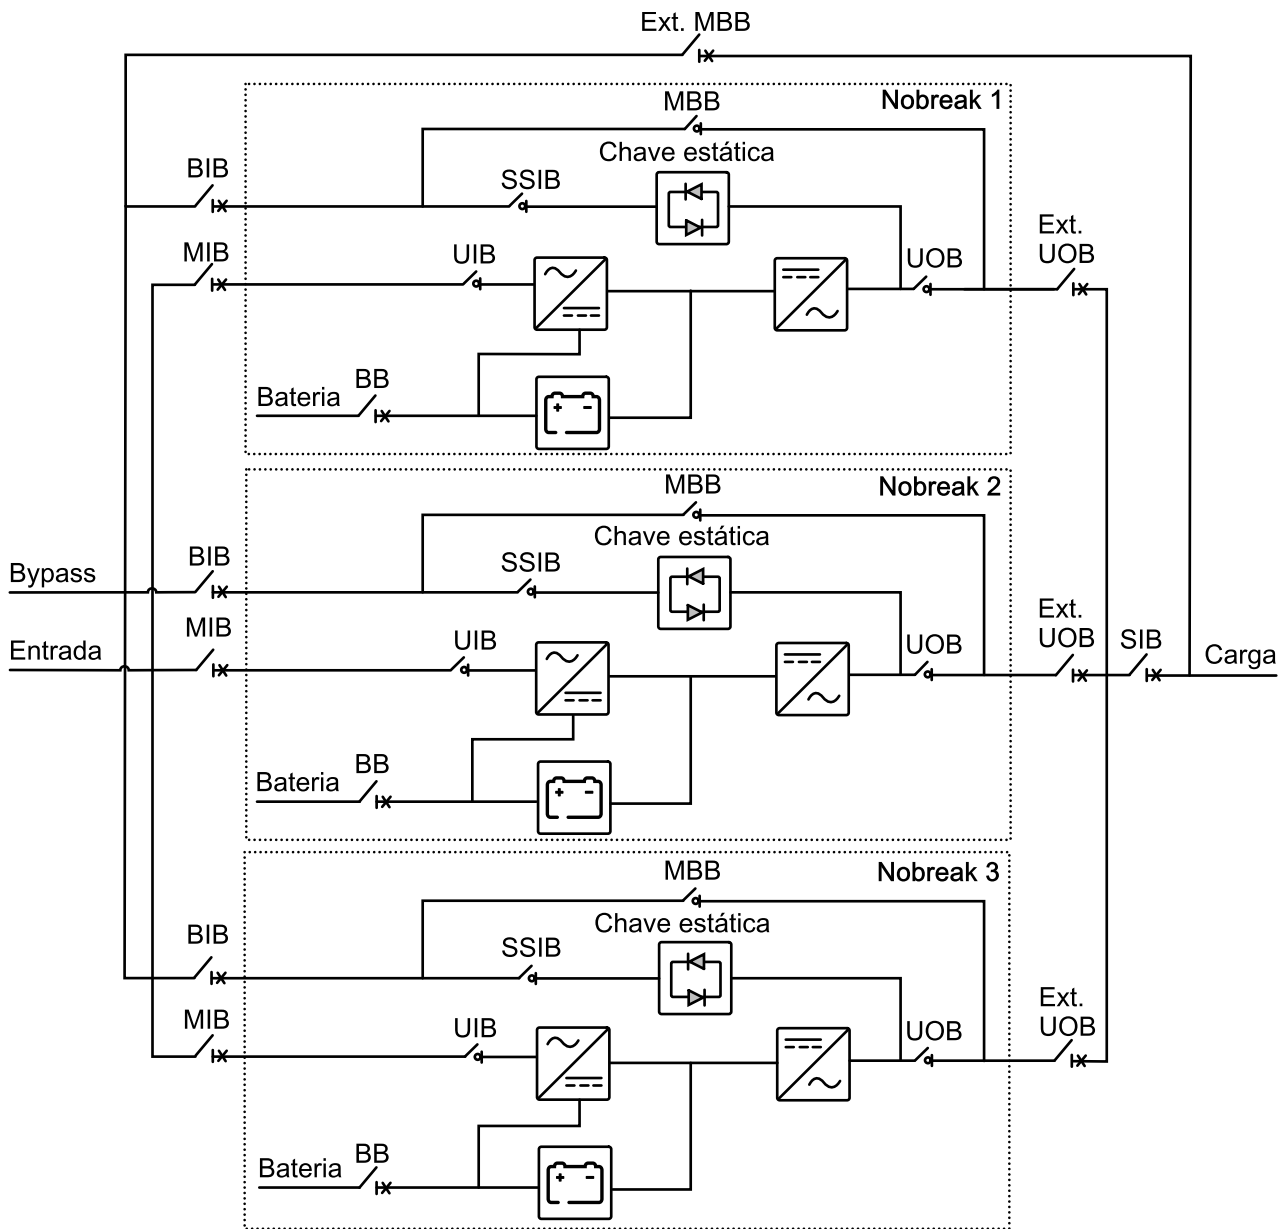 Ext. MBB
Nobreak 1
MBB
Chave estática
BIB
SSIB
Ext.
UOB
MIB
UIB
UOB
BB
Bateria
Nobreak 2
MBB
Chave estática
BIB
SSIB
Bypass
Ext.
UOB
MIB
UIB
UOB
SIB
Entrada
Carga
BB
Bateria
Nobreak 3
MBB
Chave estática
BIB
SSIB
Ext.
UOB
MIB
UIB
UOB
BB
Bateria